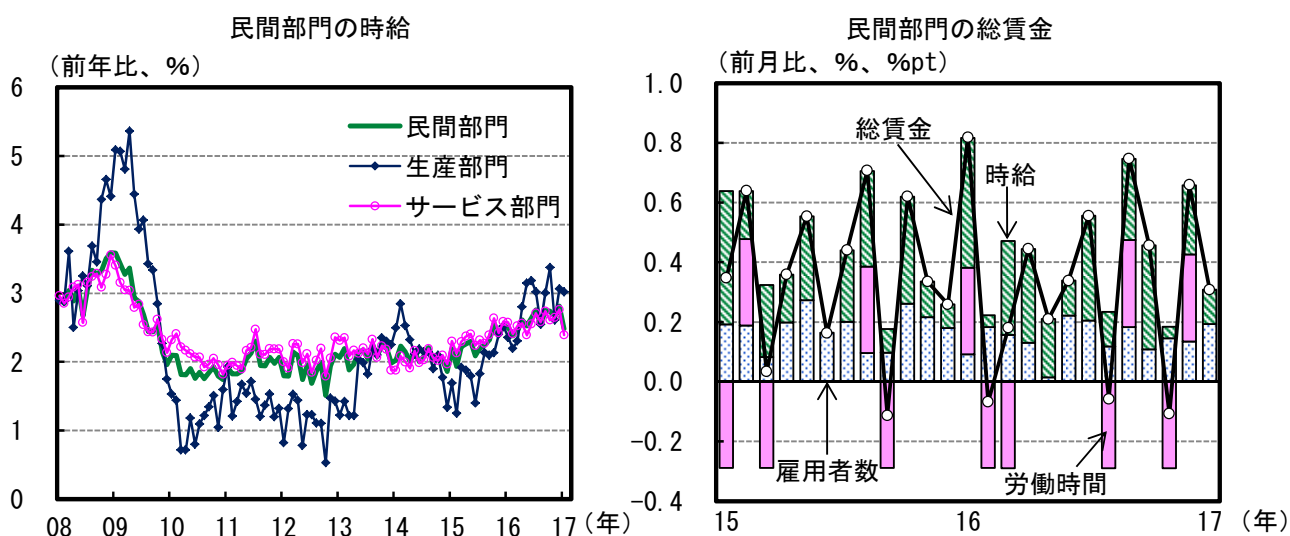 民間部門の時給
（前年比、%）
6
5
4
3
2
1
0
民間部門
生産部門
サービス部門
08 09 10 11 12 13 14 15 16 17 （年）
民間部門の総賃金
（前月比、%、%pt）
1.0
0.8
0.6
0.4
0.2
0.0
-0.2
-0.4
総賃金
時給
雇用者数
労働時間
15 16 17 （年）